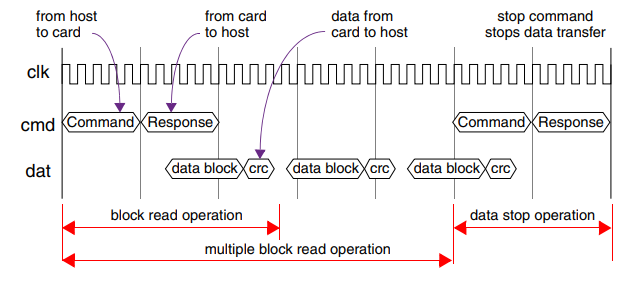 from host
to card
from card
to host
data from
card to host
stop command
stops data transfer
clk
cmd
Command
Response
Command
Response
dat
data block
crc
data block
crc
data block
crc
block read operation
data stop operation
multiple block read operation